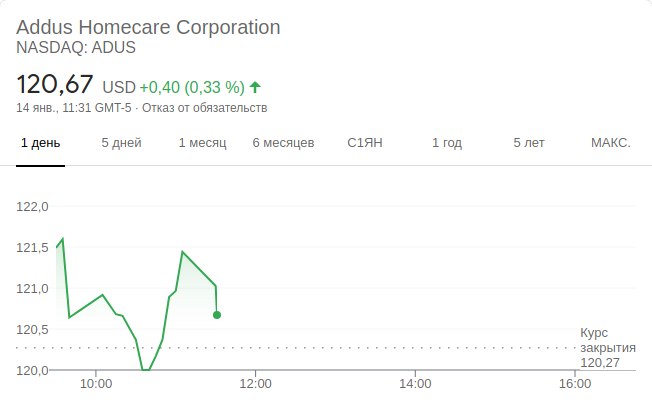 Addus Homecare Corporation
NASDAQ: ADUS
120,67 USD +0,40 (0,33 %)
14 янв., 11:31 GMT-5 · Отказ от обязательств
1 день 5 дней 1 месяц 6 месяцев С1ЯН 1 год 5 лет МАКС.
122,0
121,5
121,0
120,5
Курс
закрытия
120,27
120,0
10:00 12:00 14:00 16:00